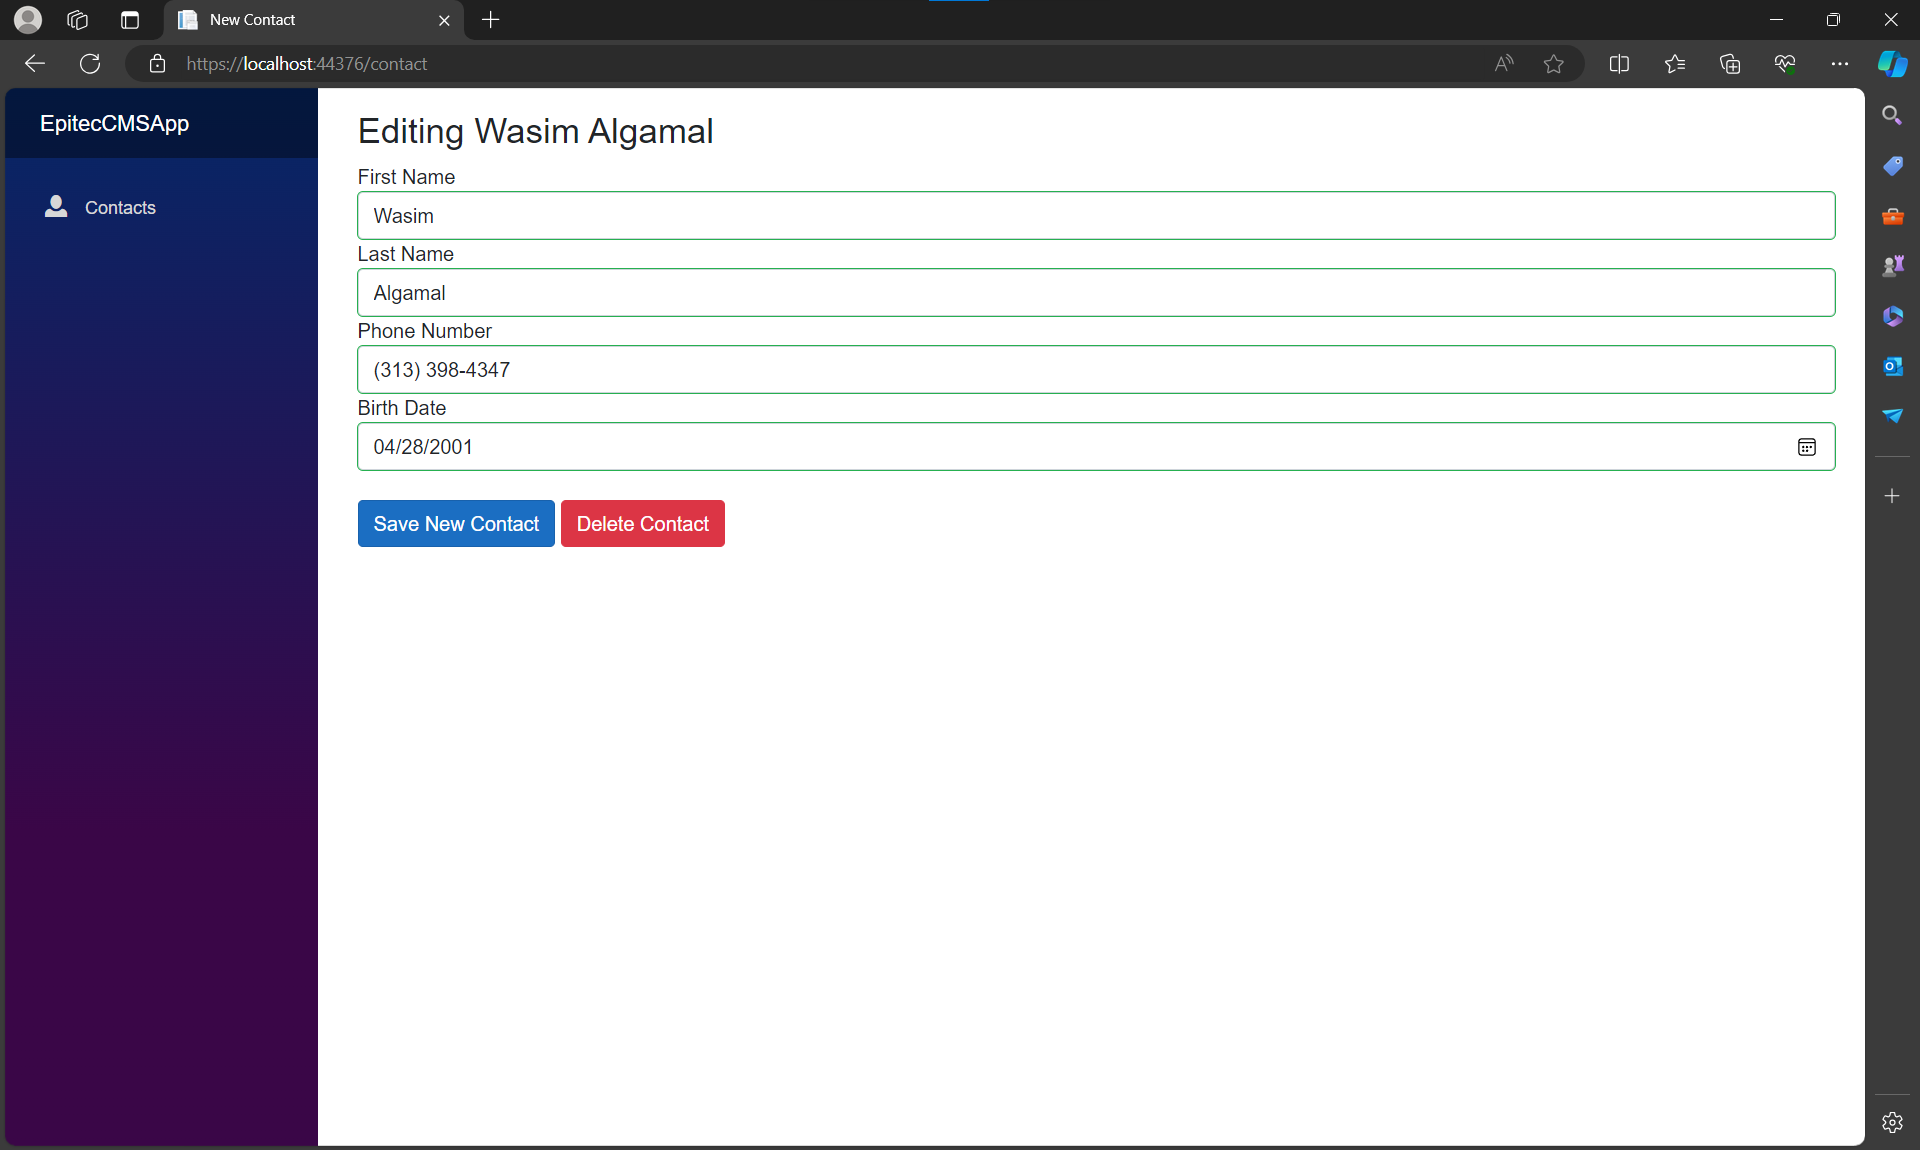 New Contact
https://localhost:44376/contact
EpitecCMSApp
Contacts
Editing Wasim Algamal
First Name
Wasim
Last Name
Algamal
Phone Number
(313) 398-4347
Birth Date
04/28/2001
Save New Contact
Delete Contact